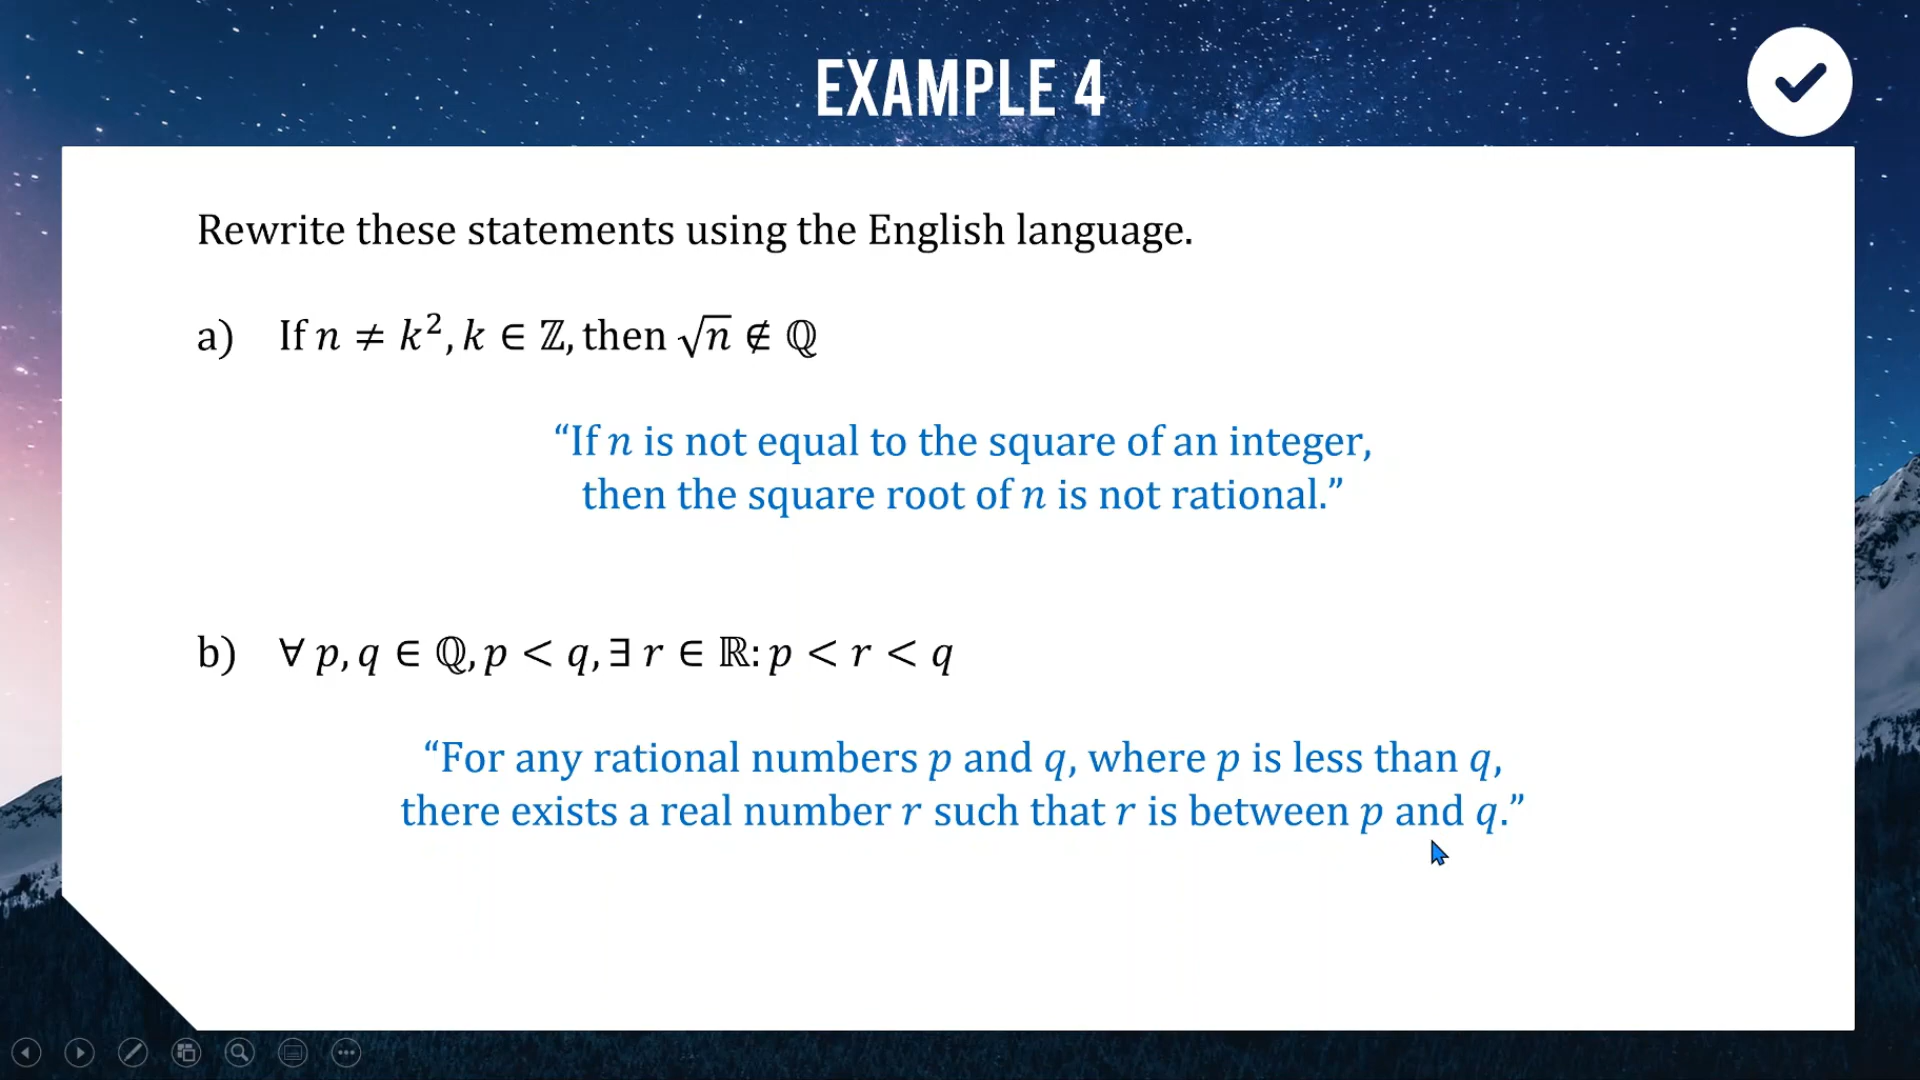 EXAMPLE 4
Rewrite these statements using the English language.
a) If n ≠ k², k ∈ ℤ, then √n ∉ ℚ
“If n is not equal to the square of an integer,
then the square root of n is not rational.”
b) ∀ p, q ∈ ℚ, p < q, ∃ r ∈ ℝ: p < r < q
“For any rational numbers p and q, where p is less than q,
there exists a real number r such that r is between p and q.”